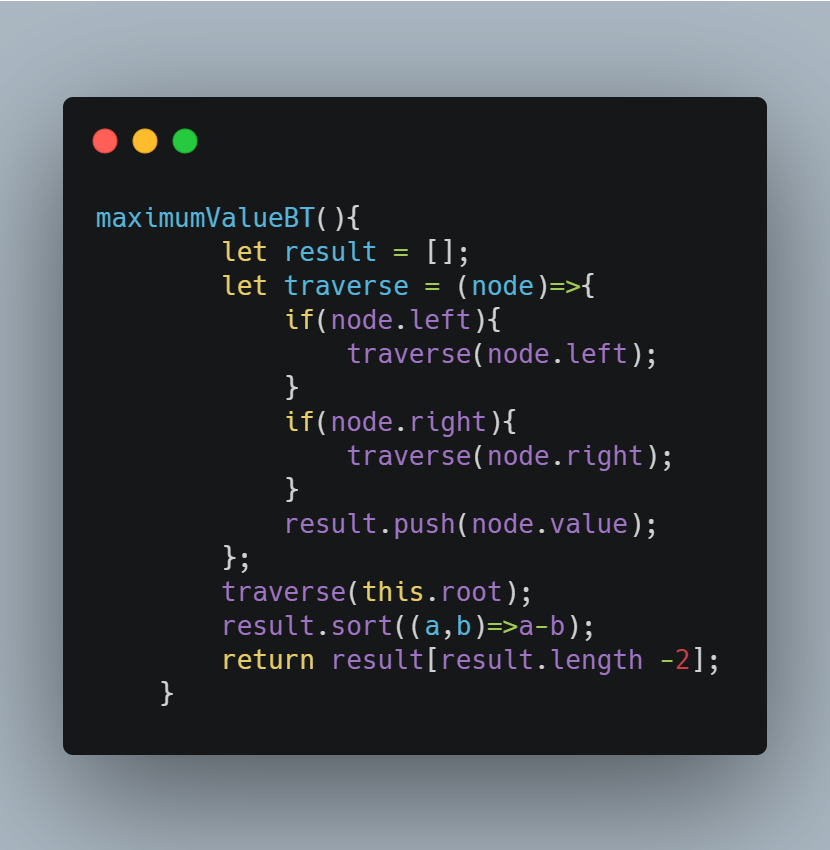 maximumValueBT(){
        let result = [];
        let traverse = (node)=>{
            if(node.left){
                traverse(node.left);
            }
            if(node.right){
                traverse(node.right);
            }
            result.push(node.value);
        };
        traverse(this.root);
        result.sort((a,b)=>a-b);
        return result[result.length -2];
    }